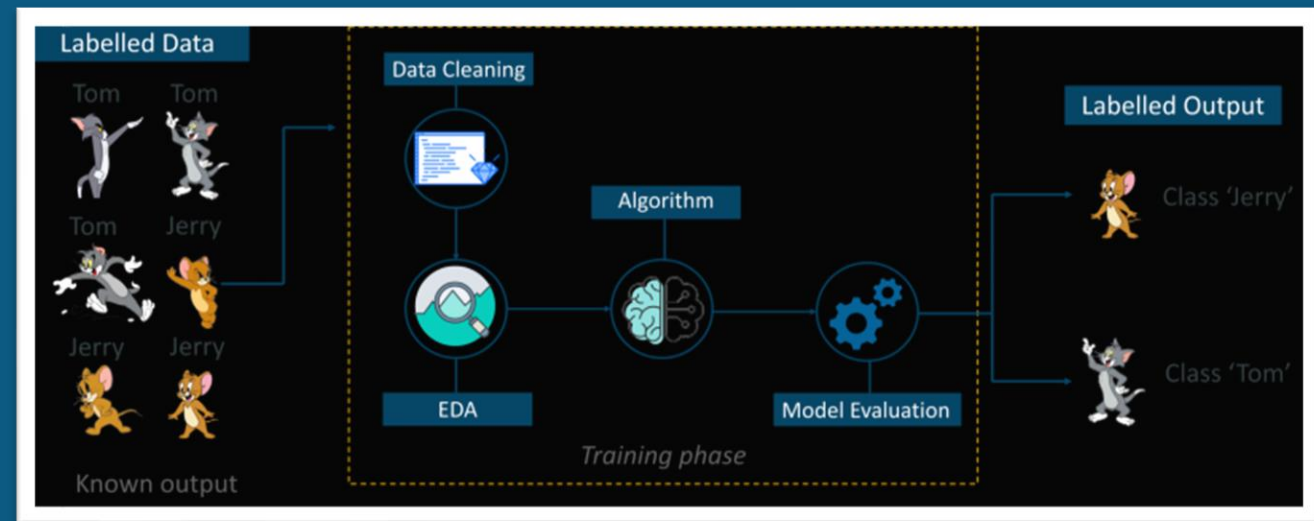 Labelled Data
Tom Tom
Tom Jerry
Jerry Jerry
Known output
Data Cleaning
EDA
Algorithm
Model Evaluation
Training phase
Labelled Output
Class ‘Jerry’
Class ‘Tom’